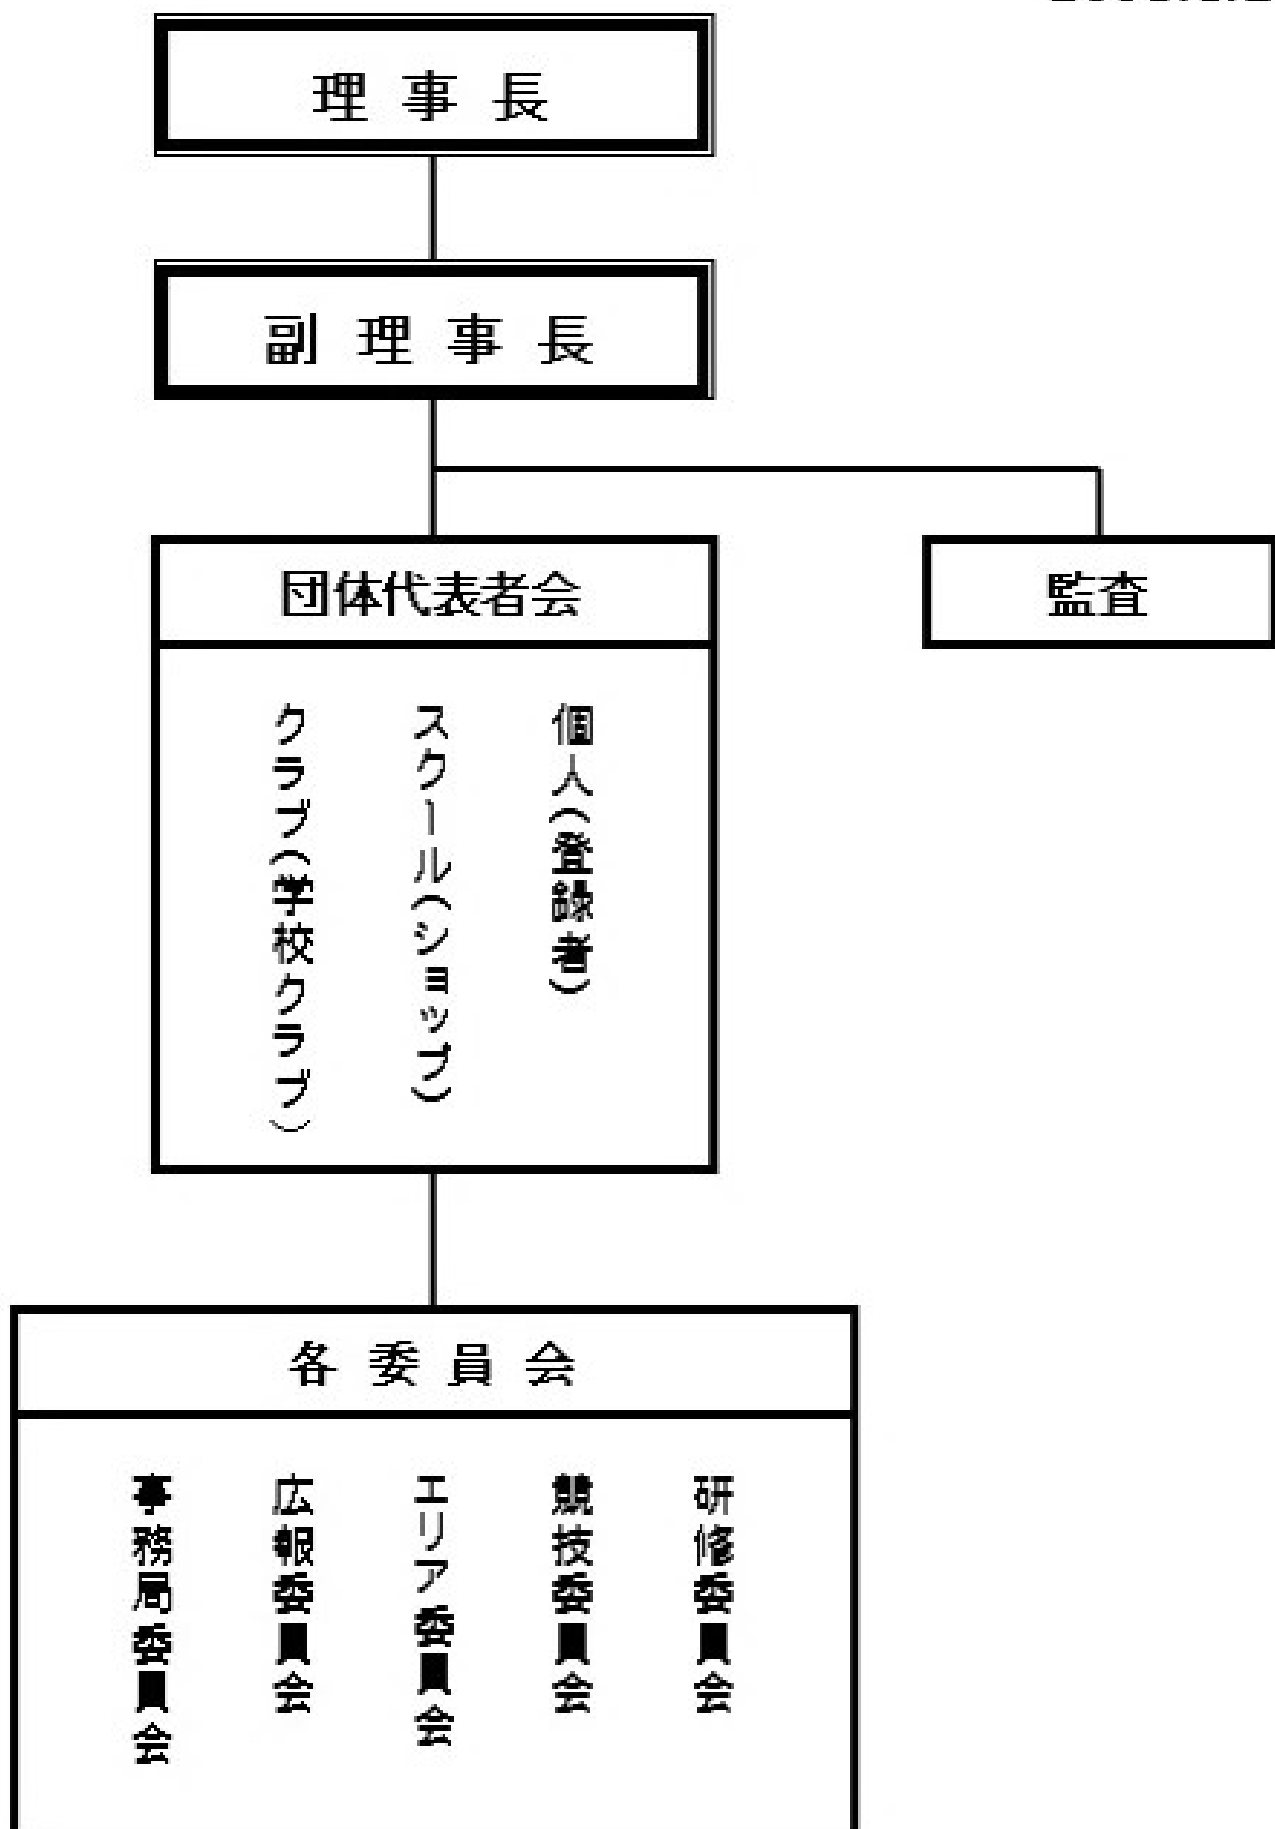 理事長
副理事長
団体代表者会
監査
個人(登録者)
スクール(ショップ)
クラブ(学校クラブ)
各委員会
研修委員会
競技委員会
エリア委員会
広報委員会
事務局委員会